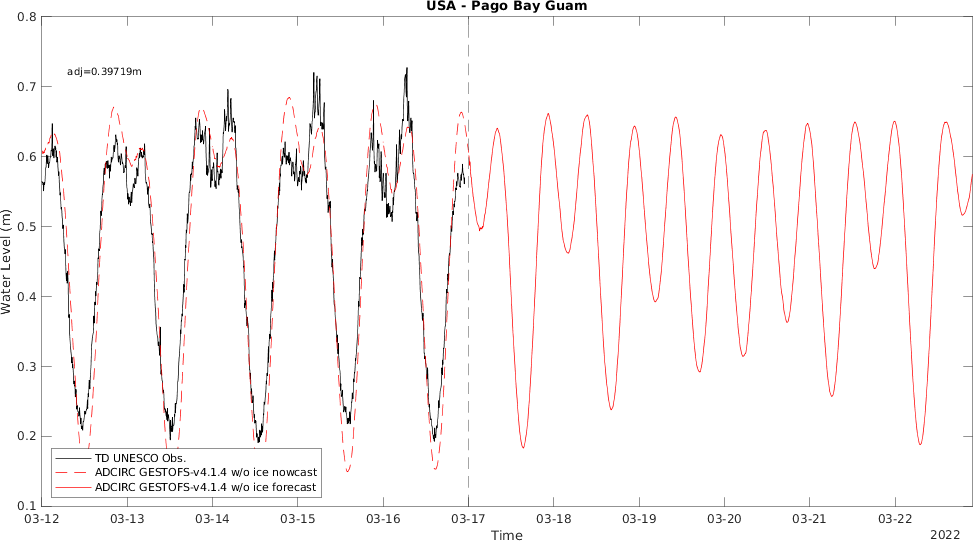 USA - Pago Bay Guam
0.8
0.7
0.6
0.5
0.4
0.3
0.2
0.1
Water Level (m)
adj=0.39719m
TD UNESCO Obs.
ADCIRC GESTOFS-v4.1.4 w/o ice nowcast
ADCIRC GESTOFS-v4.1.4 w/o ice forecast
03-12 03-13 03-14 03-15 03-16 03-17 03-18 03-19 03-20 03-21 03-22
Time
2022